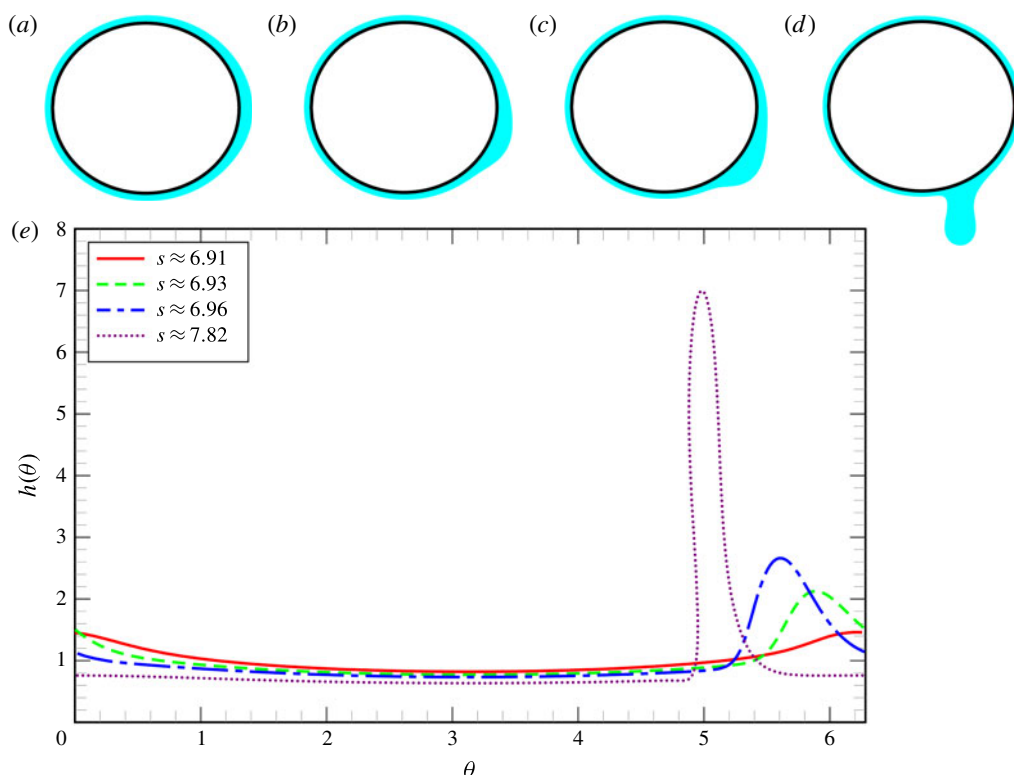 (a) (b) (c) (d)
(e)
8
7
6
5
4
3
2
1
0 1 2 3 4 5 6
h(θ)
θ
s ≈ 6.91
s ≈ 6.93
s ≈ 6.96
s ≈ 7.82